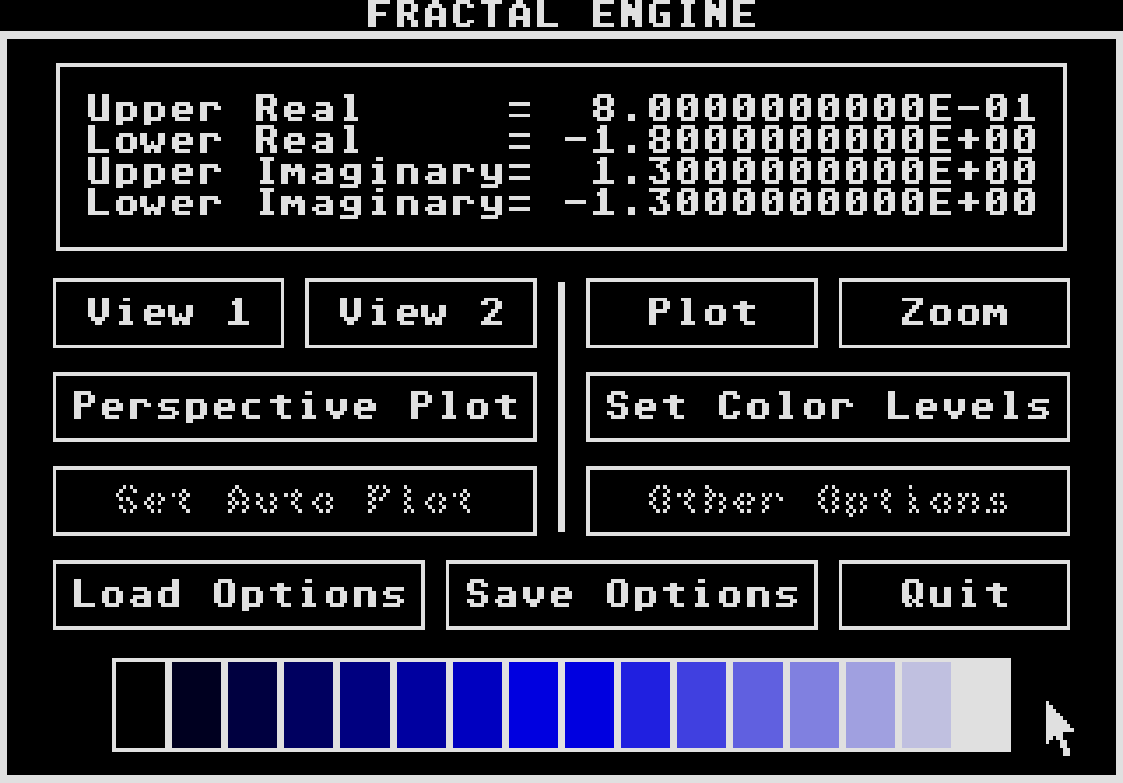 FRACTAL ENGINE
Upper Real      =  8.0000000000E-01
Lower Real      = -1.8000000000E+00
Upper Imaginary=  1.3000000000E+00
Lower Imaginary= -1.3000000000E+00
View 1 View 2 Plot Zoom
Perspective Plot Set Color Levels
Set Auto Plot Other Options
Load Options Save Options Quit